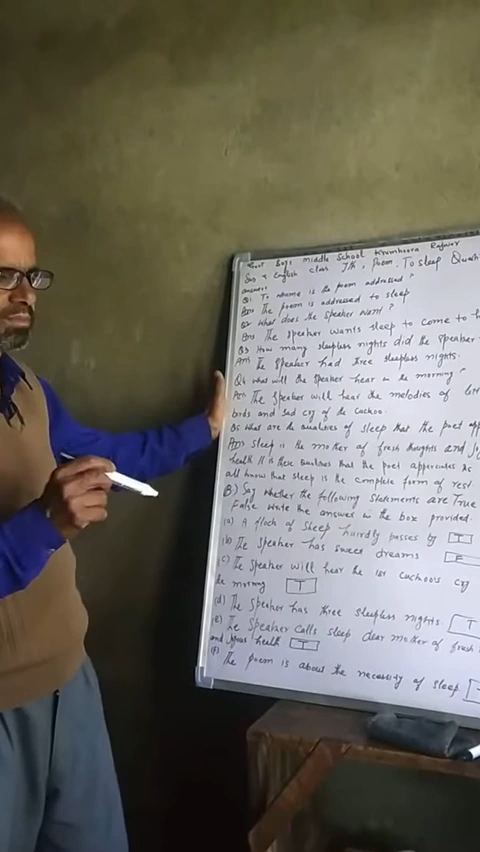 Govt Boys middle School Kirmhoora Rafwar
Sub: English class 7th, Poem. To sleep
Answers
Q1 To whome is the poem addressed?
Ans The poem is addressed to sleep
Q2 What does the speaker want?
Ans The speaker wants sleep to come to
Q3 How many sleepless nights did the speaker
Ans The speaker had three sleepless nights.
Q4 what will the speaker hear in the morning?
Ans The Speaker will hear the melodies of
birds and sad cry of the cuckoo.
Q5 What are the qualities of sleep that the poet
Ans sleep is the mother of fresh thoughts and
health It is these qualities that the poet appreciates as
all know that sleep is the complete form of rest
B) Say whether the following statements are True
False write the answer in the box provided.
(a) A flock of sheep passes by T
(b) The speaker has sweet dreams F
(c) The Speaker will hear the 1st cuckoo's cry
morning T
(d) The Speaker has three sleepless nights T
(e) The Speaker calls sleep dear mother of fresh
and health T
(f)
The poem is about the necessity of sleep